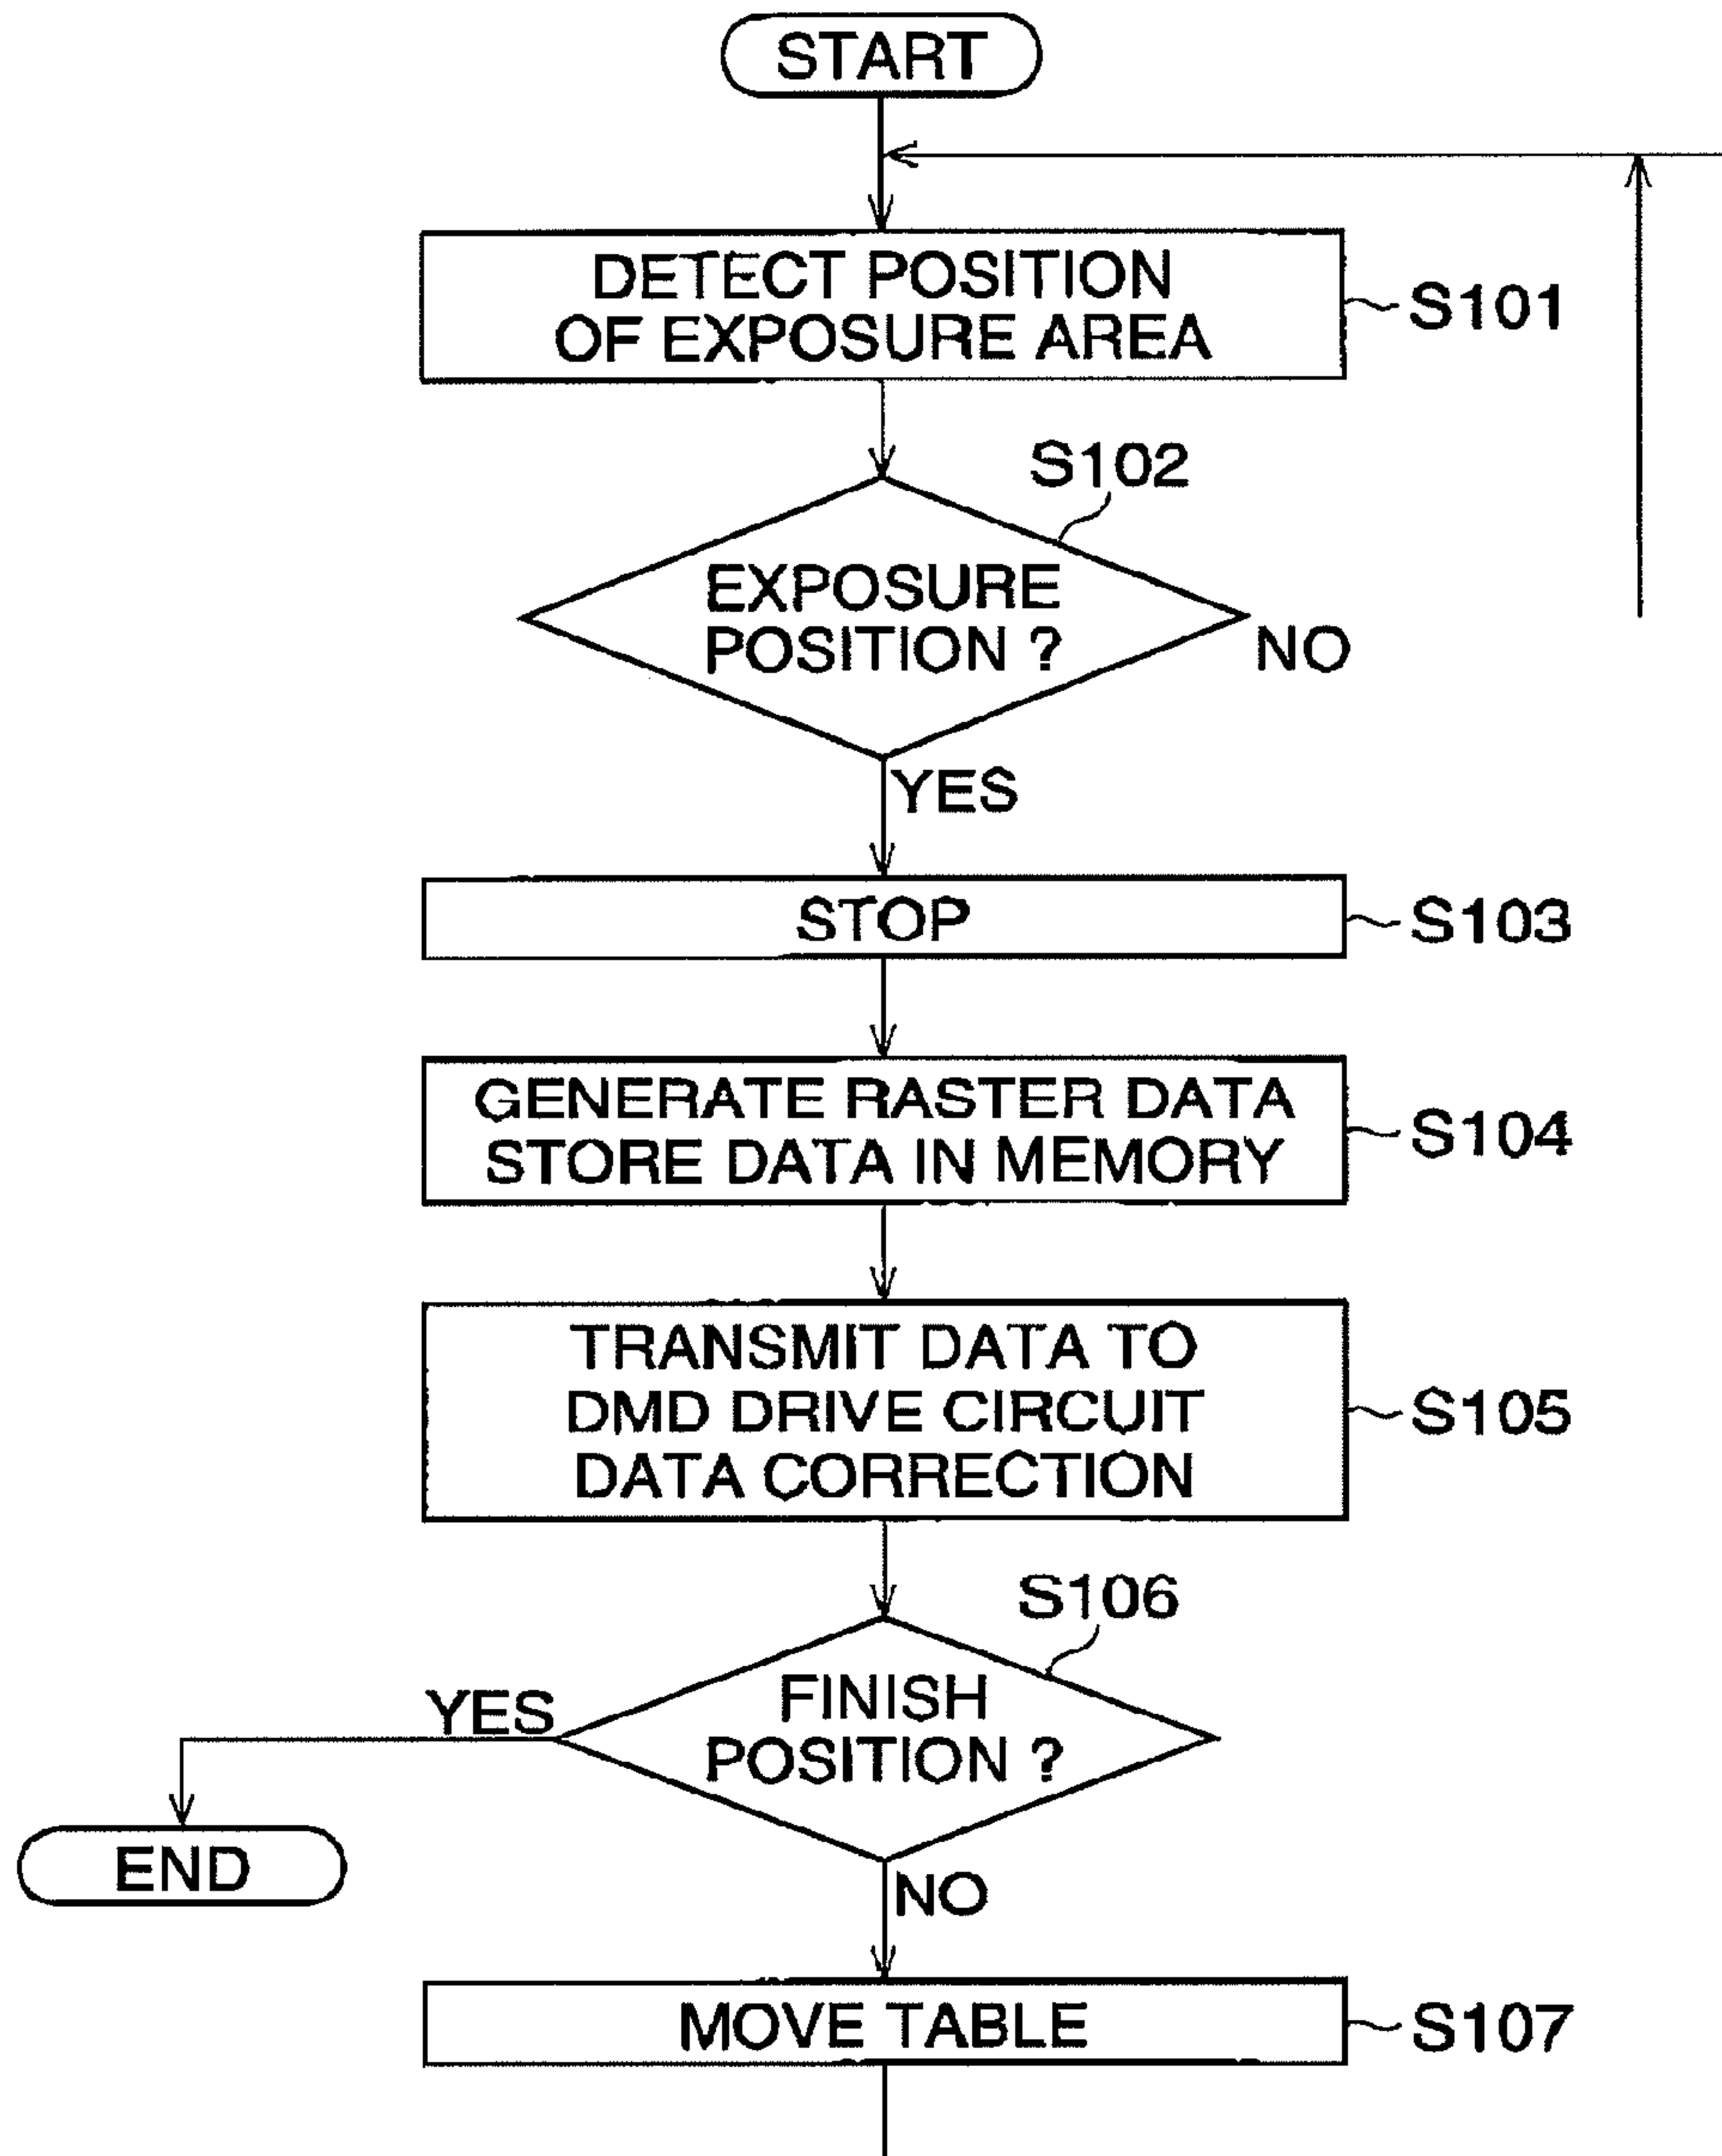 START
DETECT POSITION
OF EXPOSURE AREA
S101
S102
EXPOSURE
POSITION ?
NO
YES
STOP
S103
GENERATE RASTER DATA
STORE DATA IN MEMORY
S104
TRANSMIT DATA TO
DMD DRIVE CIRCUIT
DATA CORRECTION
S105
S106
FINISH
POSITION ?
YES
END
NO
MOVE TABLE
S107